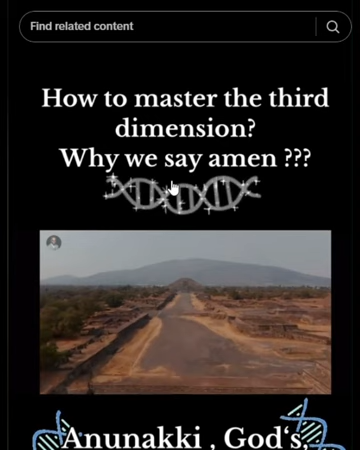 Find related content
How to master the third
dimension?
Why we say amen ???
Anunakki , God‘s,